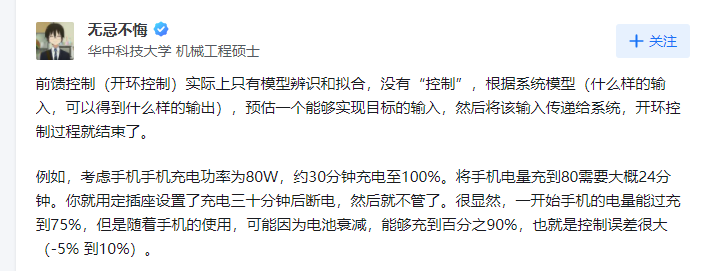 无忌不悔
华中科技大学 机械工程硕士
+ 关注
前馈控制（开环控制）实际上只有模型辨识和拟合，没有“控制”，根据系统模型（什么样的输
入，可以得到什么样的输出），预估一个能够实现目标的输入，然后将该输入传递给系统，开环控
制过程就结束了。
例如，考虑手机手机充电功率为80W，约30分钟充电至100%。将手机电量充到80需要大概24分
钟。你就用定插座设置了充电三十分钟后断电，然后就不管了。很显然，一开始手机的电量能过充
到75%，但是随着手机的使用，可能因为电池衰减，能够充到百分之90%，也就是控制误差很大
（-5% 到10%）。